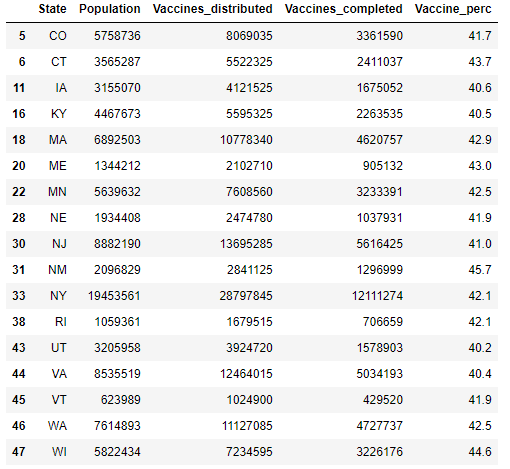 State Population Vaccines_distributed Vaccines_completed Vaccine_perc
5 CO 5758736 8069035 3361590 41.7
6 CT 3565287 5522325 2411037 43.7
11 IA 3155070 4121525 1675052 40.6
16 KY 4467673 5595325 2263535 40.5
18 MA 6892503 10778340 4620757 42.9
20 ME 1344212 2102710 905132 43.0
22 MN 5639632 7608560 3233391 42.5
28 NE 1934408 2474780 1037931 41.9
30 NJ 8882190 13695285 5616425 41.0
31 NM 2096829 2841125 1296999 45.7
33 NY 19453561 28797845 12111274 42.1
38 RI 1059361 1679515 706659 42.1
43 UT 3205958 3924720 1578903 40.2
44 VA 8535519 12464015 5034193 40.4
45 VT 623989 1024900 429520 41.9
46 WA 7614893 11127085 4727737 42.5
47 WI 5822434 7234595 3226176 44.6